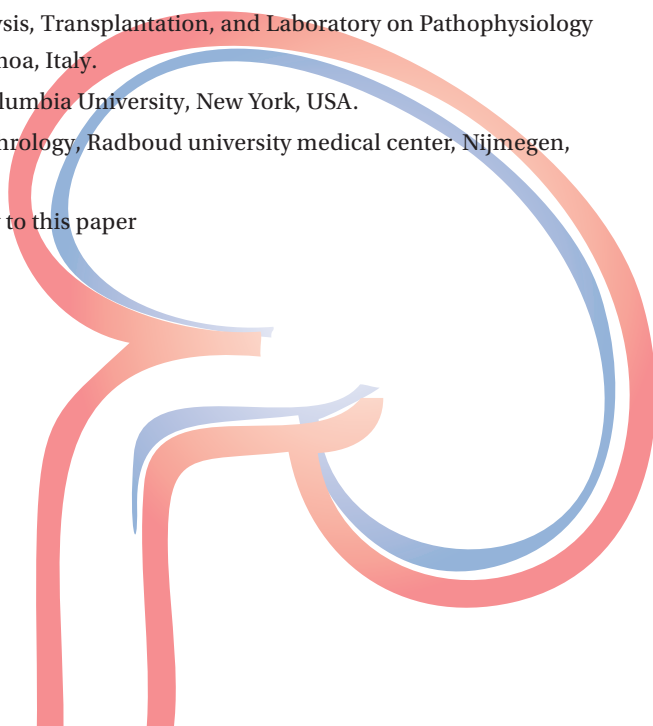 ysis, Transplantation, and Laboratory on Pathophysiology
noa, Italy.
lumbia University, New York, USA.
hrology, Radboud university medical center, Nijmegen,
to this paper